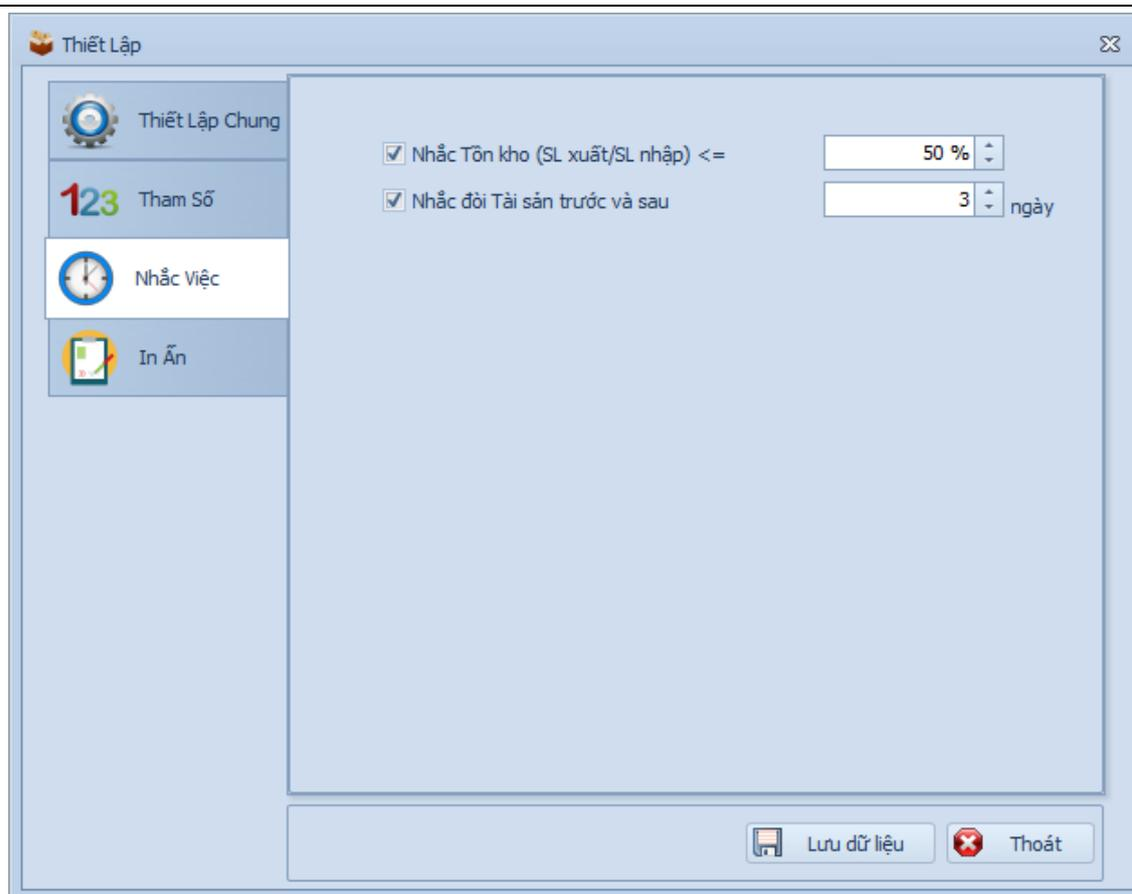 Thiết Lập
Thiết Lập Chung
Tham Số
Nhắc Việc
In Ấn
Nhắc Tồn kho (SL xuất/SL nhập) <= 50 %
Nhắc đòi Tài sản trước và sau 3 ngày
Lưu dữ liệu Thoát